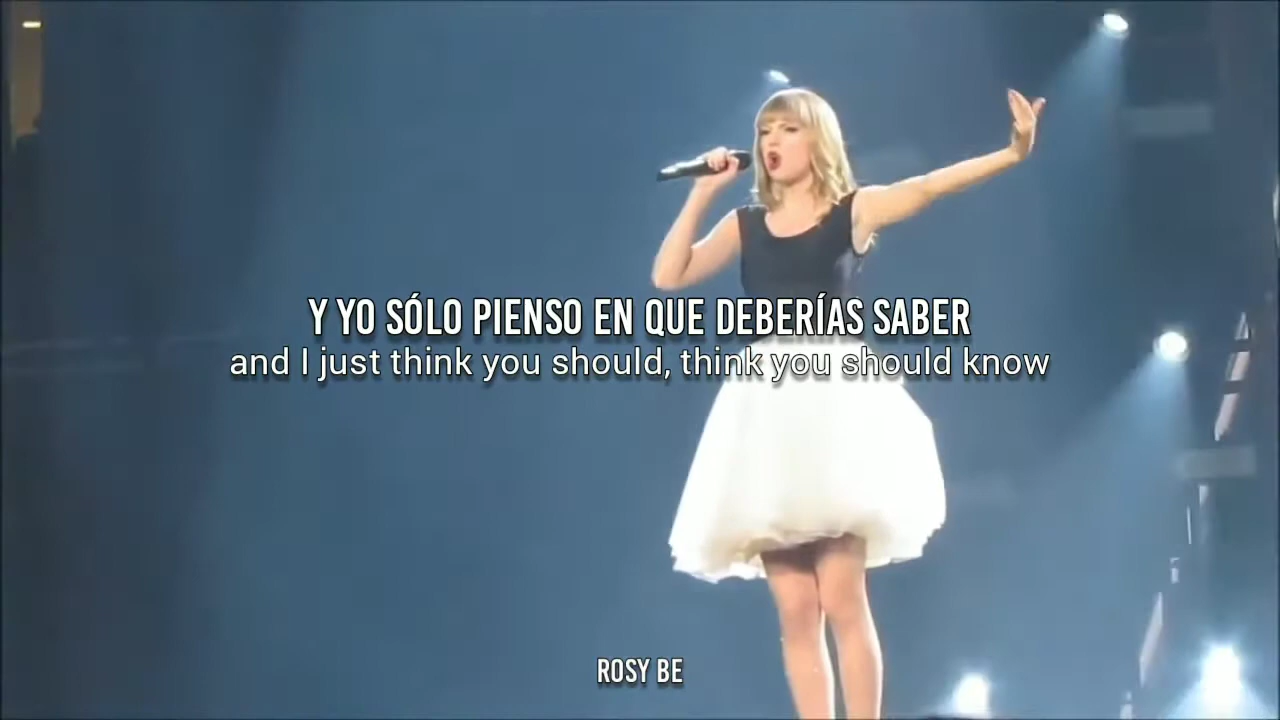 Y YO SÓLO PIENSO EN QUE DEBERÍAS SABER
and I just think you should, think you should know
ROSY BE